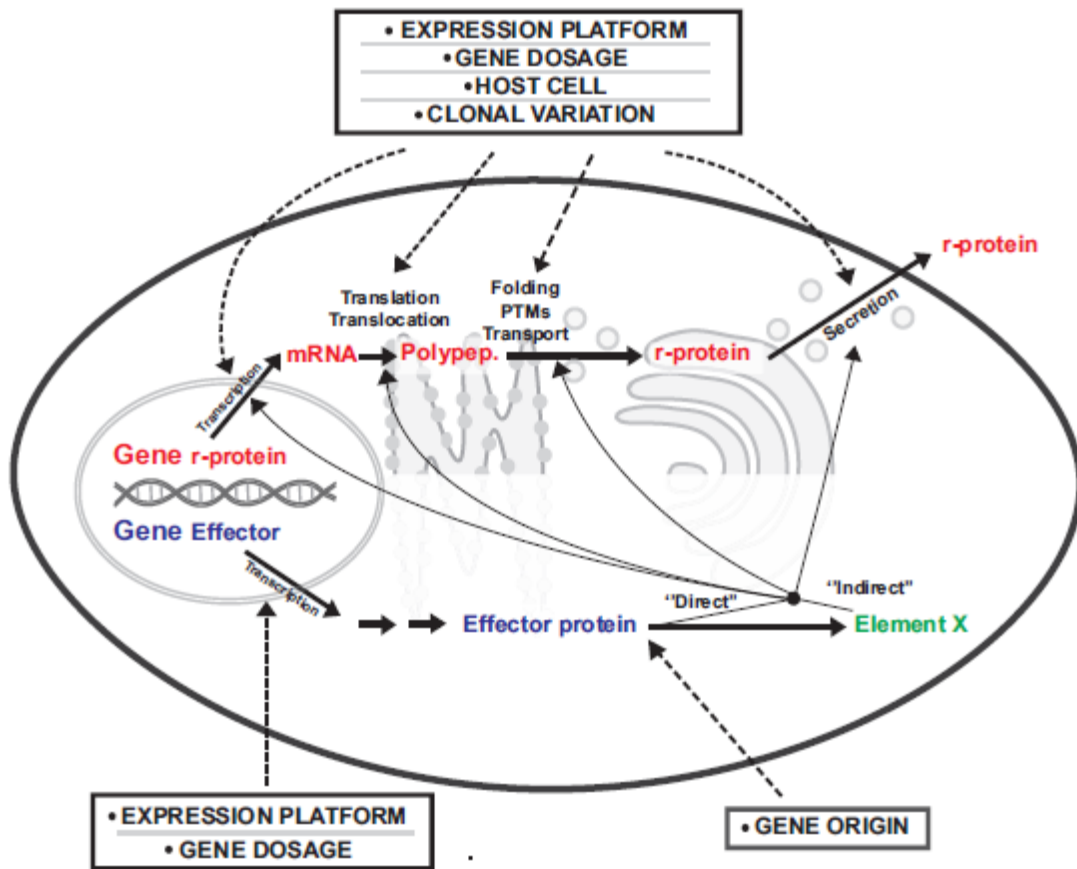 • EXPRESSION PLATFORM
• GENE DOSAGE
• HOST CELL
• CLONAL VARIATION
r-protein
Secretion
Folding
PTMs
Transport
Translation
Translocation
mRNA
Polypep.
r-protein
Transcription
Gene r-protein
Gene Effector
Transcription
"Direct"
"Indirect"
Effector protein
Element X
• EXPRESSION PLATFORM
• GENE DOSAGE
.
• GENE ORIGIN